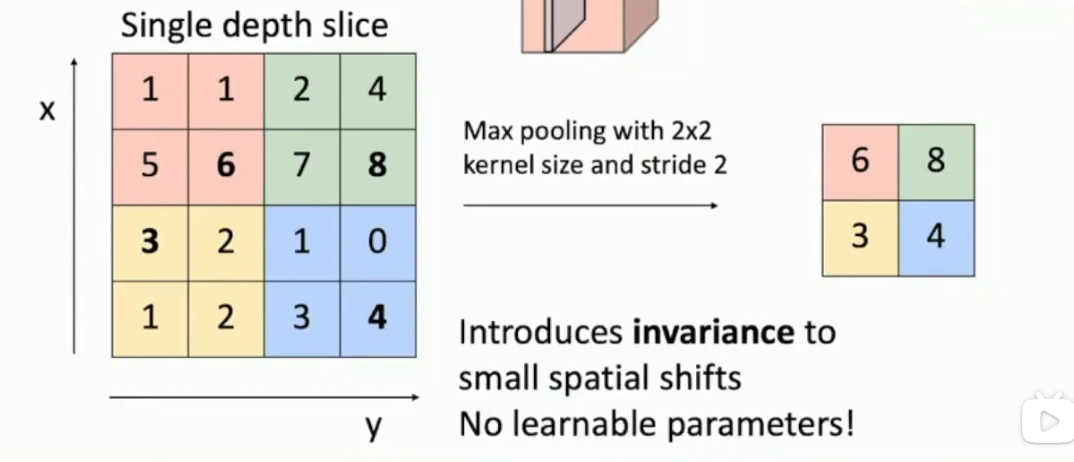 Single depth slice
x
1 1 2 4
5 6 7 8
3 2 1 0
1 2 3 4
y
Max pooling with 2x2
kernel size and stride 2
6 8
3 4
Introduces invariance to
small spatial shifts
No learnable parameters!